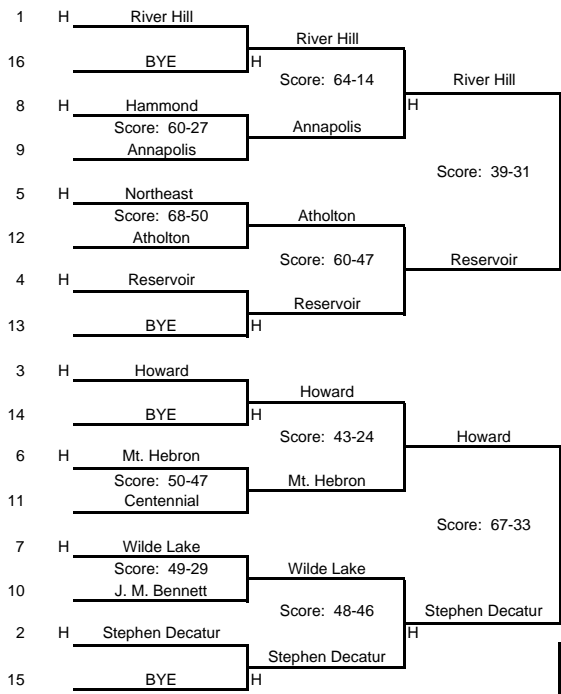 1 H River Hill
River Hill
16 BYE H
Score: 64-14 River Hill
8 H Hammond H
Score: 60-27 Annapolis
9 Annapolis
Score: 39-31
5 H Northeast
Score: 68-50 Atholton
12 Atholton
Score: 60-47 Reservoir
4 H Reservoir
Reservoir
13 BYE H
3 H Howard
Howard
14 BYE H
Score: 43-24 Howard
6 H Mt. Hebron
Score: 50-47 Mt. Hebron
11 Centennial
Score: 67-33
7 H Wilde Lake
Score: 49-29 Wilde Lake
10 J. M. Bennett
Score: 48-46 Stephen Decatur
2 H Stephen Decatur H
Stephen Decatur
15 BYE H